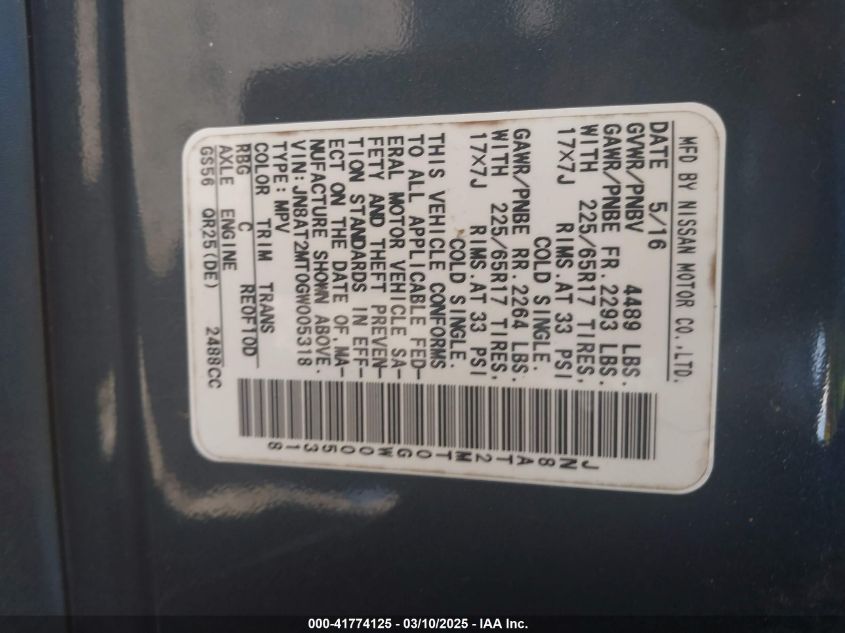 MFD BY NISSAN MOTOR CO.,LTD.
DATE 5/16
GVWR/PNBV 4489 LBS.
GAWR/PNBE FR. 2293 LBS.
WITH 225/65R17 TIRES,
17X7J RIMS.AT 33 PSI
COLD SINGLE.
GAWR/PNBE RR. 2264 LBS.
WITH 225/65R17 TIRES,
17X7J RIMS.AT 33 PSI
COLD SINGLE.
THIS VEHICLE CONFORMS
TO ALL APPLICABLE FED-
ERAL MOTOR VEHICLE SA-
FETY AND THEFT PREVEN-
TION STANDARDS IN EFF-
ECT ON THE DATE OF MA-
NUFACTURE SHOWN ABOVE.
VIN: JN8AT2MT0GW005318
TYPE: MPV
COLOR TRIM TRANS
RBG C RE0F10D
AXLE ENGINE
GS56 QR25(DE) 2488CC
JN8AT2MT0GW005318
000-41774125 - 03/10/2025 - IAA Inc.